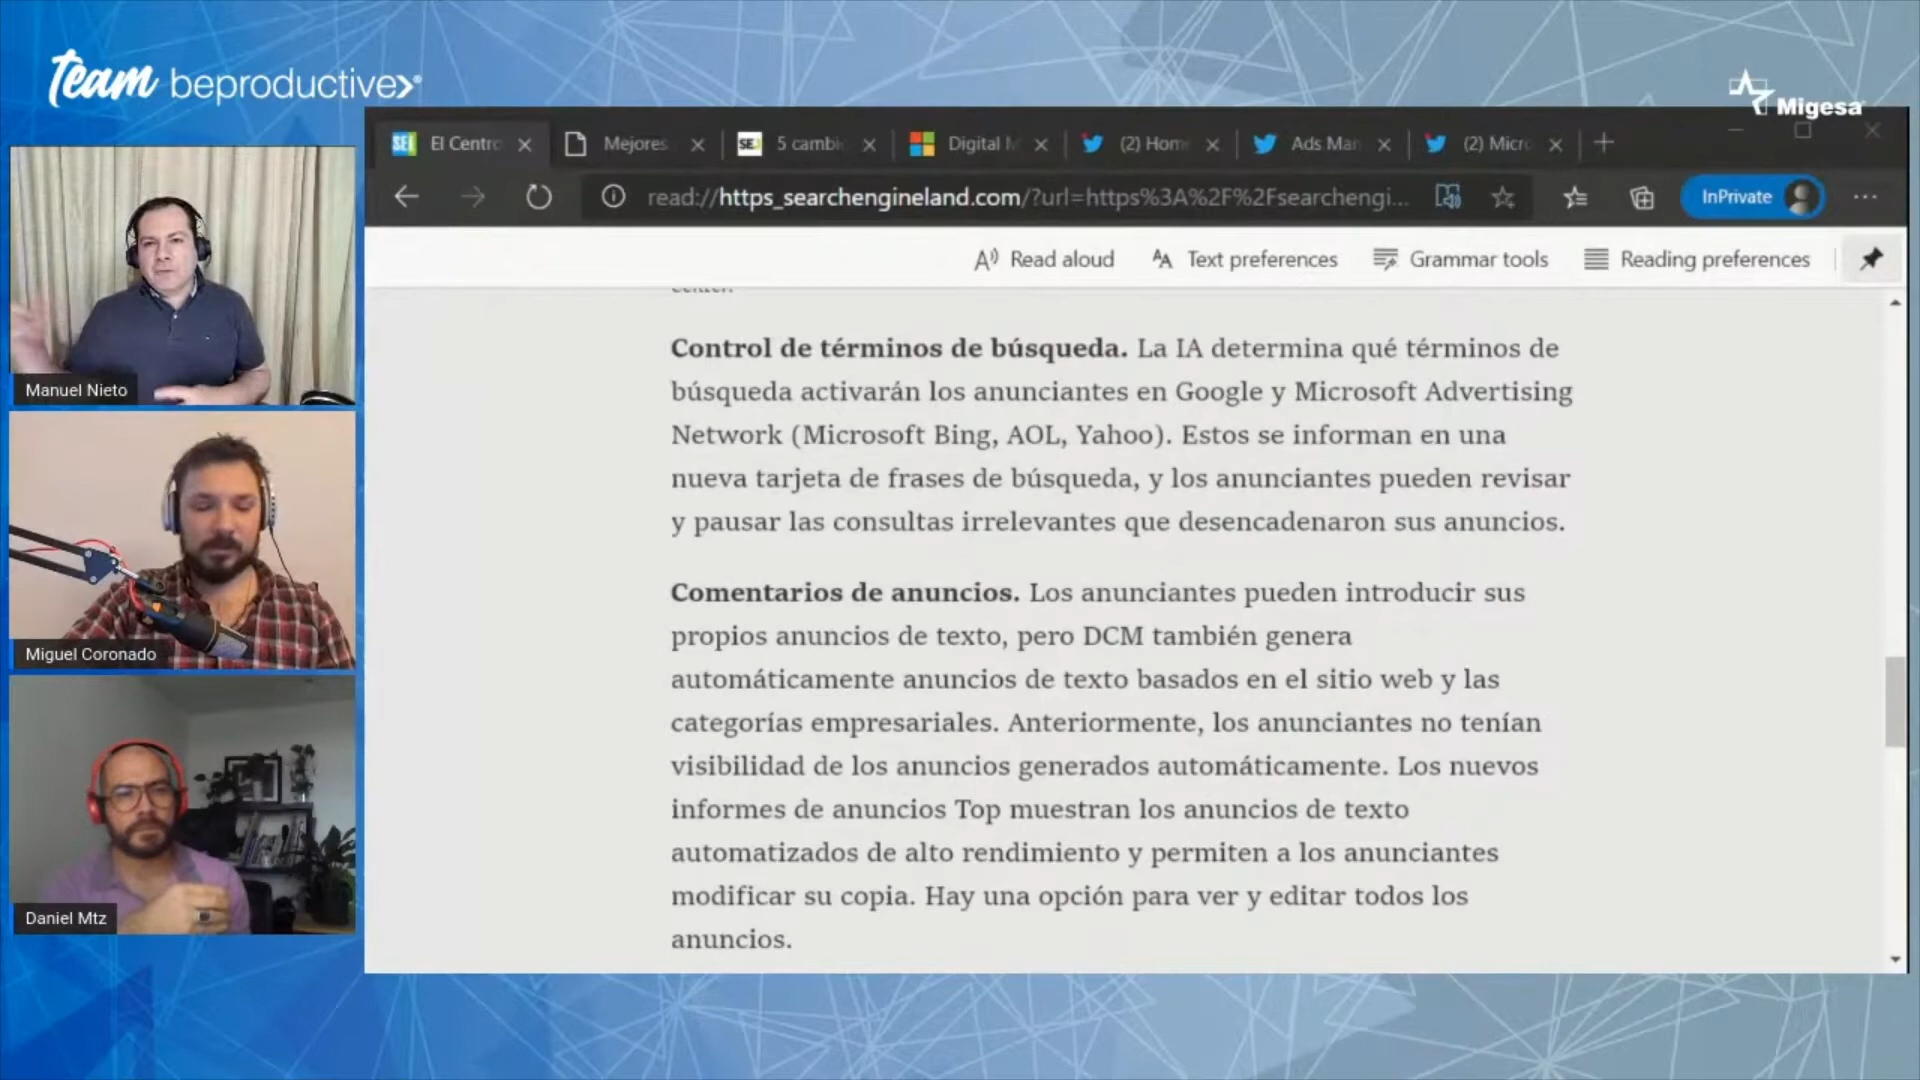 team beproductive
Migesa
El Centro
Mejores
SEJ
5 cambi
Digital M
(2) Home
Ads Man
(2) Micro
read://https_searchengineland.com/?url=https%3A%2F%2Fsearchengi...
InPrivate
Read aloud
Text preferences
Grammar tools
Reading preferences
Control de términos de búsqueda. La IA determina qué términos de
búsqueda activarán los anunciantes en Google y Microsoft Advertising
Network (Microsoft Bing, AOL, Yahoo). Estos se informan en una
nueva tarjeta de frases de búsqueda, y los anunciantes pueden revisar
y pausar las consultas irrelevantes que desencadenaron sus anuncios.
Comentarios de anuncios. Los anunciantes pueden introducir sus
propios anuncios de texto, pero DCM también genera
automáticamente anuncios de texto basados en el sitio web y las
categorías empresariales. Anteriormente, los anunciantes no tenían
visibilidad de los anuncios generados automáticamente. Los nuevos
informes de anuncios Top muestran los anuncios de texto
automatizados de alto rendimiento y permiten a los anunciantes
modificar su copia. Hay una opción para ver y editar todos los
anuncios.
Manuel Nieto
Miguel Coronado
Daniel Mtz